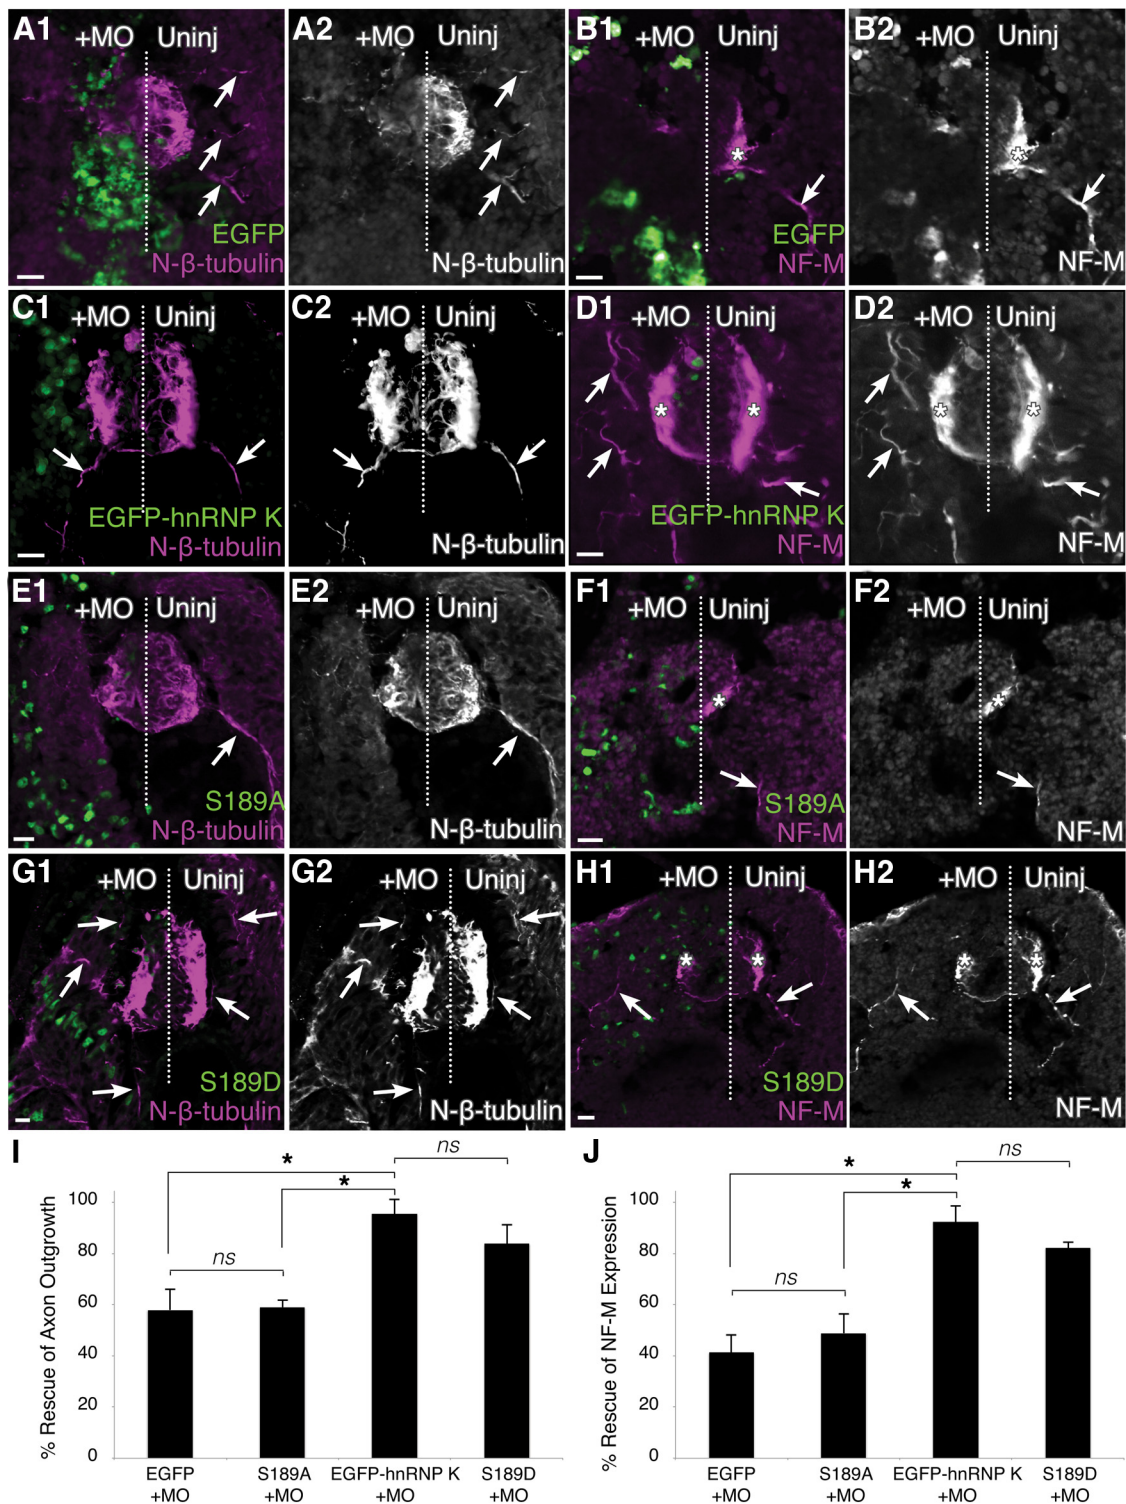 A1 +MO Uninj
EGFP
N-β-tubulin
A2 +MO Uninj
N-β-tubulin
B1 +MO Uninj
*
EGFP
NF-M
B2 +MO Uninj
*
NF-M
C1 +MO Uninj
EGFP-hnRNP K
N-β-tubulin
C2 +MO Uninj
N-β-tubulin
D1 +MO Uninj
* *
EGFP-hnRNP K
NF-M
D2 +MO Uninj
* *
NF-M
E1 +MO Uninj
S189A
N-β-tubulin
E2 +MO Uninj
N-β-tubulin
F1 +MO Uninj
*
S189A
NF-M
F2 +MO Uninj
*
NF-M
G1 +MO Uninj
S189D
N-β-tubulin
G2 +MO Uninj
N-β-tubulin
H1 +MO Uninj
* *
S189D
NF-M
H2 +MO Uninj
* *
NF-M
I
% Rescue of Axon Outgrowth
100
80
60
40
20
0
*
*
ns
ns
EGFP +MO
S189A +MO
EGFP-hnRNP K +MO
S189D +MO
J
% Rescue of NF-M Expression
100
80
60
40
20
0
*
*
ns
ns
EGFP +MO
S189A +MO
EGFP-hnRNP K +MO
S189D +MO